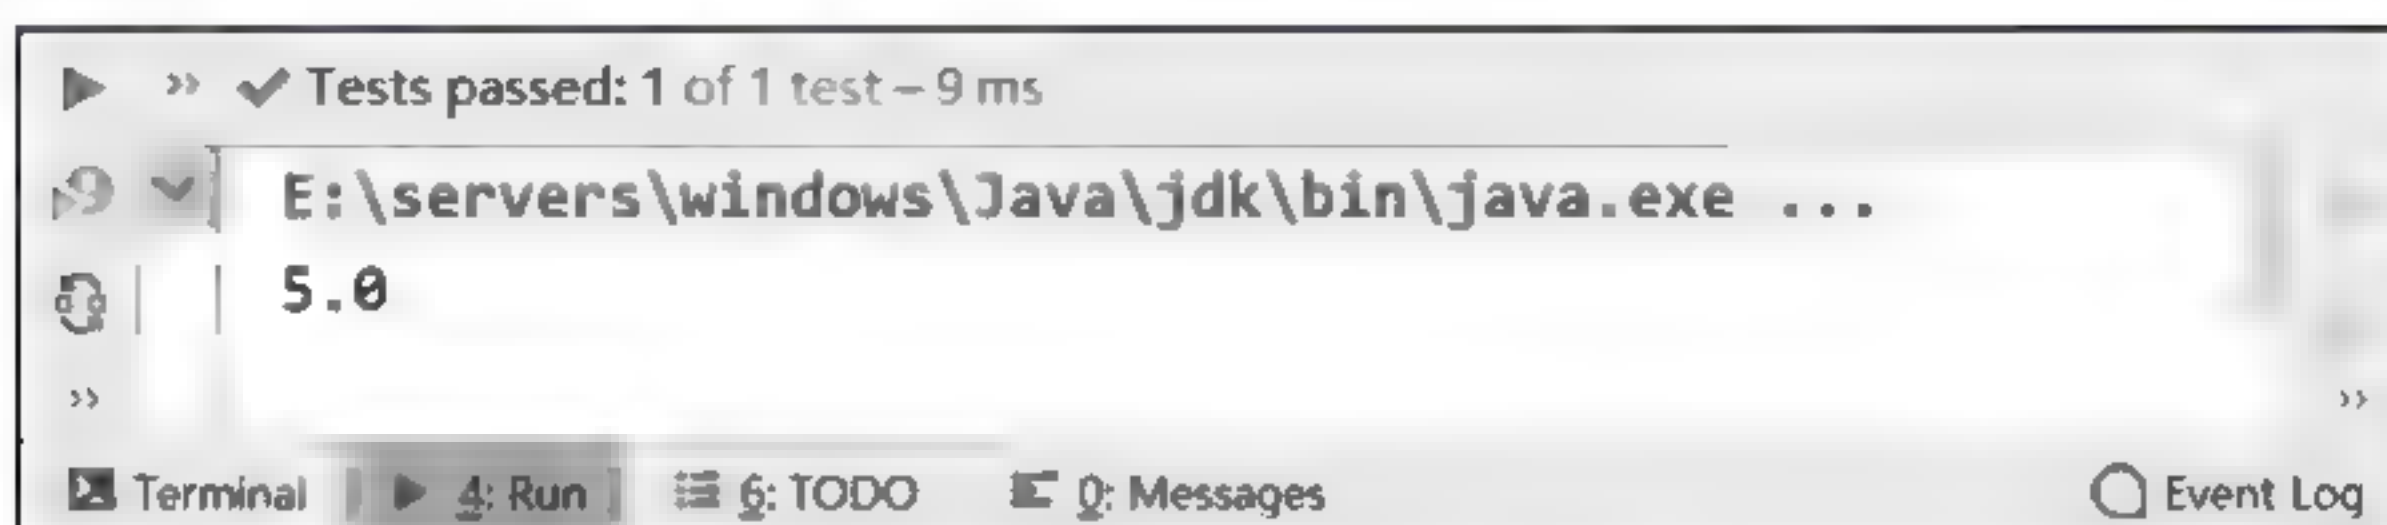 Tests passed: 1 of 1 test – 9 ms
E:\servers\windows\Java\jdk\bin\java.exe ...
5.0
Terminal 4: Run 6: TODO 0: Messages Event Log